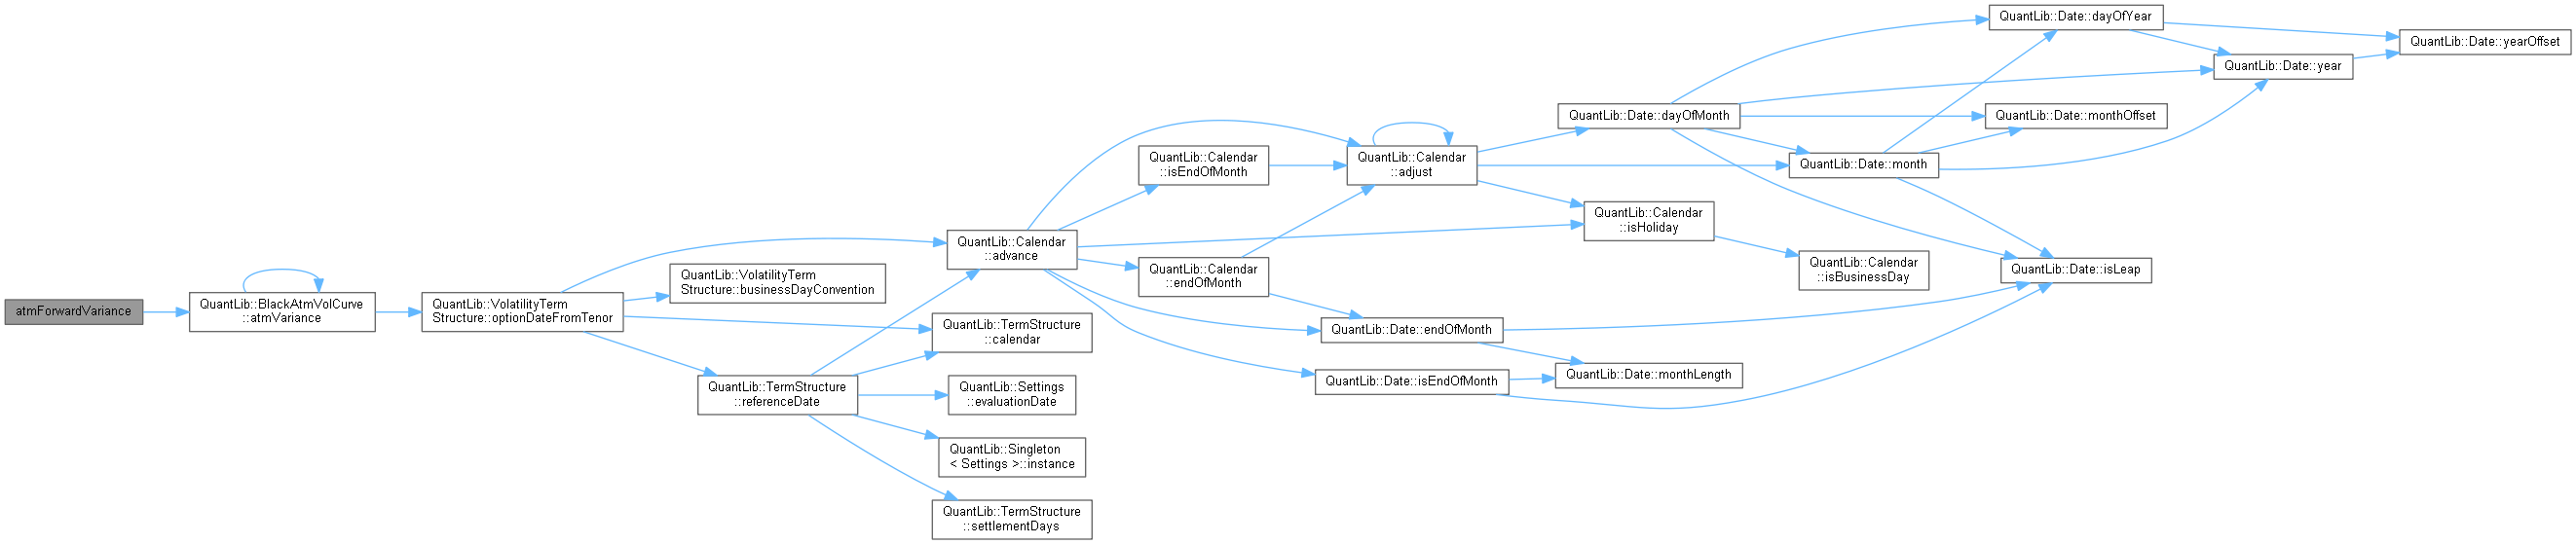 atmForwardVariance
QuantLib::BlackAtmVolCurve
::atmVariance
QuantLib::VolatilityTerm
Structure::optionDateFromTenor
QuantLib::VolatilityTerm
Structure::businessDayConvention
QuantLib::TermStructure
::referenceDate
QuantLib::Calendar
::advance
QuantLib::TermStructure
::calendar
QuantLib::Settings
::evaluationDate
QuantLib::Singleton
< Settings >::instance
QuantLib::TermStructure
::settlementDays
QuantLib::Calendar
::isEndOfMonth
QuantLib::Calendar
::endOfMonth
QuantLib::Calendar
::adjust
QuantLib::Date::endOfMonth
QuantLib::Date::isEndOfMonth
QuantLib::Date::dayOfMonth
QuantLib::Calendar
::isHoliday
QuantLib::Date::monthLength
QuantLib::Date::month
QuantLib::Calendar
::isBusinessDay
QuantLib::Date::dayOfYear
QuantLib::Date::monthOffset
QuantLib::Date::isLeap
QuantLib::Date::year
QuantLib::Date::yearOffset